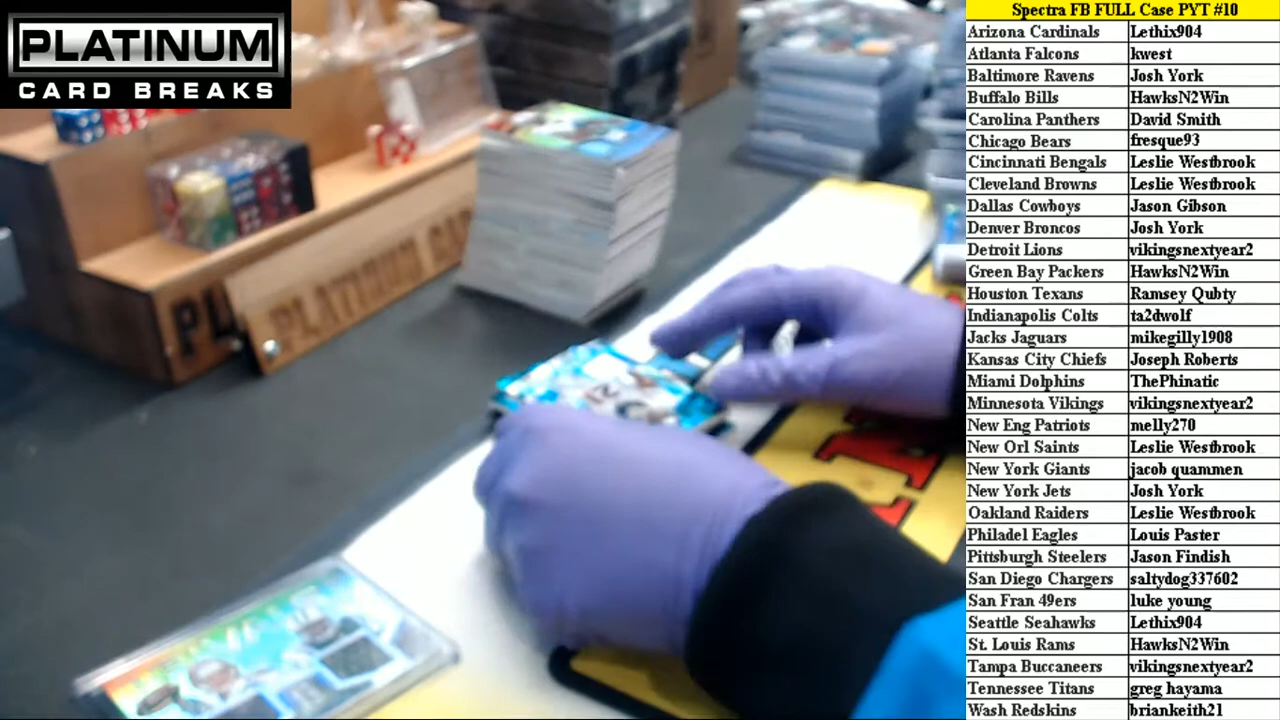 PLATINUM
CARD BREAKS
PLATINUM CA
Spectra FB FULL Case PYT #10
Arizona Cardinals Lethix904
Atlanta Falcons kwest
Baltimore Ravens Josh York
Buffalo Bills HawksN2Win
Carolina Panthers David Smith
Chicago Bears fresque93
Cincinnati Bengals Leslie Westbrook
Cleveland Browns Leslie Westbrook
Dallas Cowboys Jason Gibson
Denver Broncos Josh York
Detroit Lions vikingsnextyear2
Green Bay Packers HawksN2Win
Houston Texans Ramsey Qubty
Indianapolis Colts ta2dwolf
Jacks Jaguars mikegilly1908
Kansas City Chiefs Joseph Roberts
Miami Dolphins ThePhinatic
Minnesota Vikings vikingsnextyear2
New Eng Patriots melly270
New Orl Saints Leslie Westbrook
New York Giants jacob quammen
New York Jets Josh York
Oakland Raiders Leslie Westbrook
Philadel Eagles Louis Paster
Pittsburgh Steelers Jason Findish
San Diego Chargers saltydog337602
San Fran 49ers luke young
Seattle Seahawks Lethix904
St. Louis Rams HawksN2Win
Tampa Buccaneers vikingsnextyear2
Tennessee Titans greg hayama
Wash Redskins briankeith21